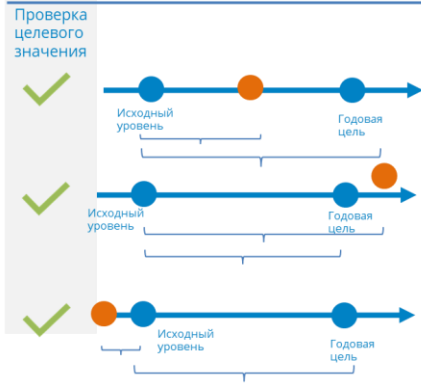 Проверка
целевого
значения
Исходный
уровень
Годовая
цель
Исходный
уровень
Годовая
цель
Исходный
уровень
Годовая
цель